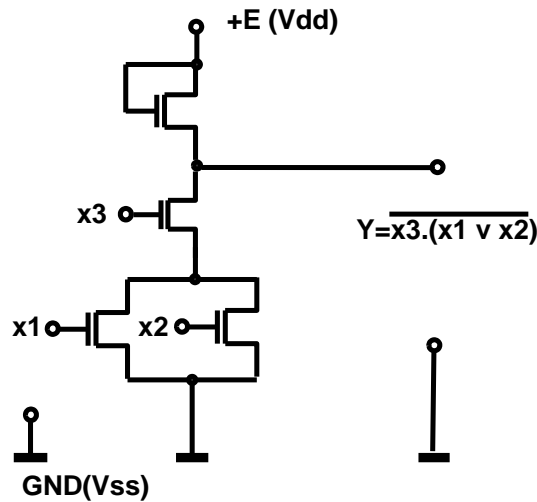 +E (Vdd)
x3
Y=x3.(x1 v x2)
x1
x2
GND(Vss)